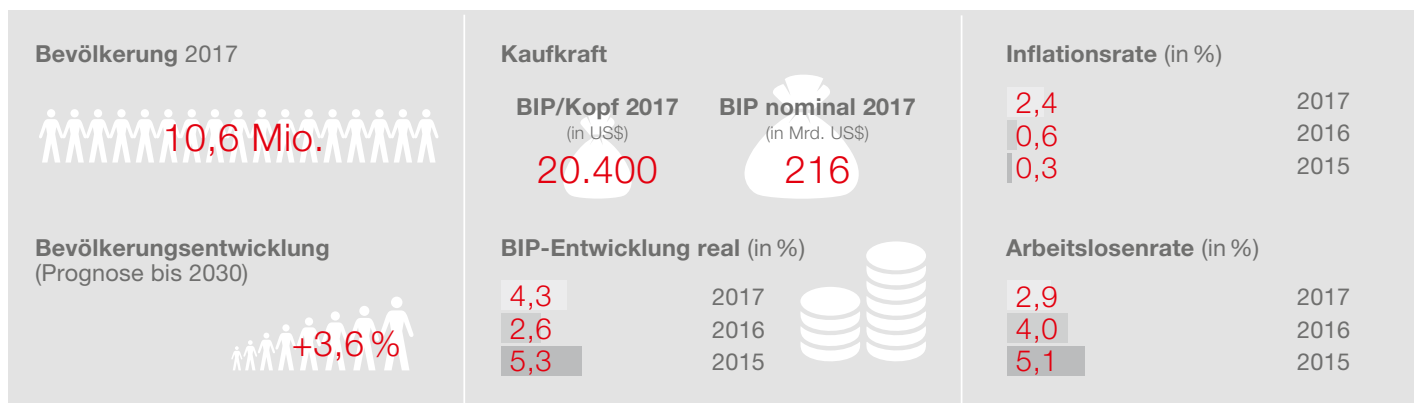 Bevölkerung 2017
10,6 Mio.
Bevölkerungsentwicklung
(Prognose bis 2030)
+3,6 %
Kaufkraft
BIP/Kopf 2017
(in US$)
20.400
BIP nominal 2017
(in Mrd. US$)
216
BIP-Entwicklung real (in %)
4,3 2017
2,6 2016
5,3 2015
Inflationsrate (in %)
2,4 2017
0,6 2016
0,3 2015
Arbeitslosenrate (in %)
2,9 2017
4,0 2016
5,1 2015